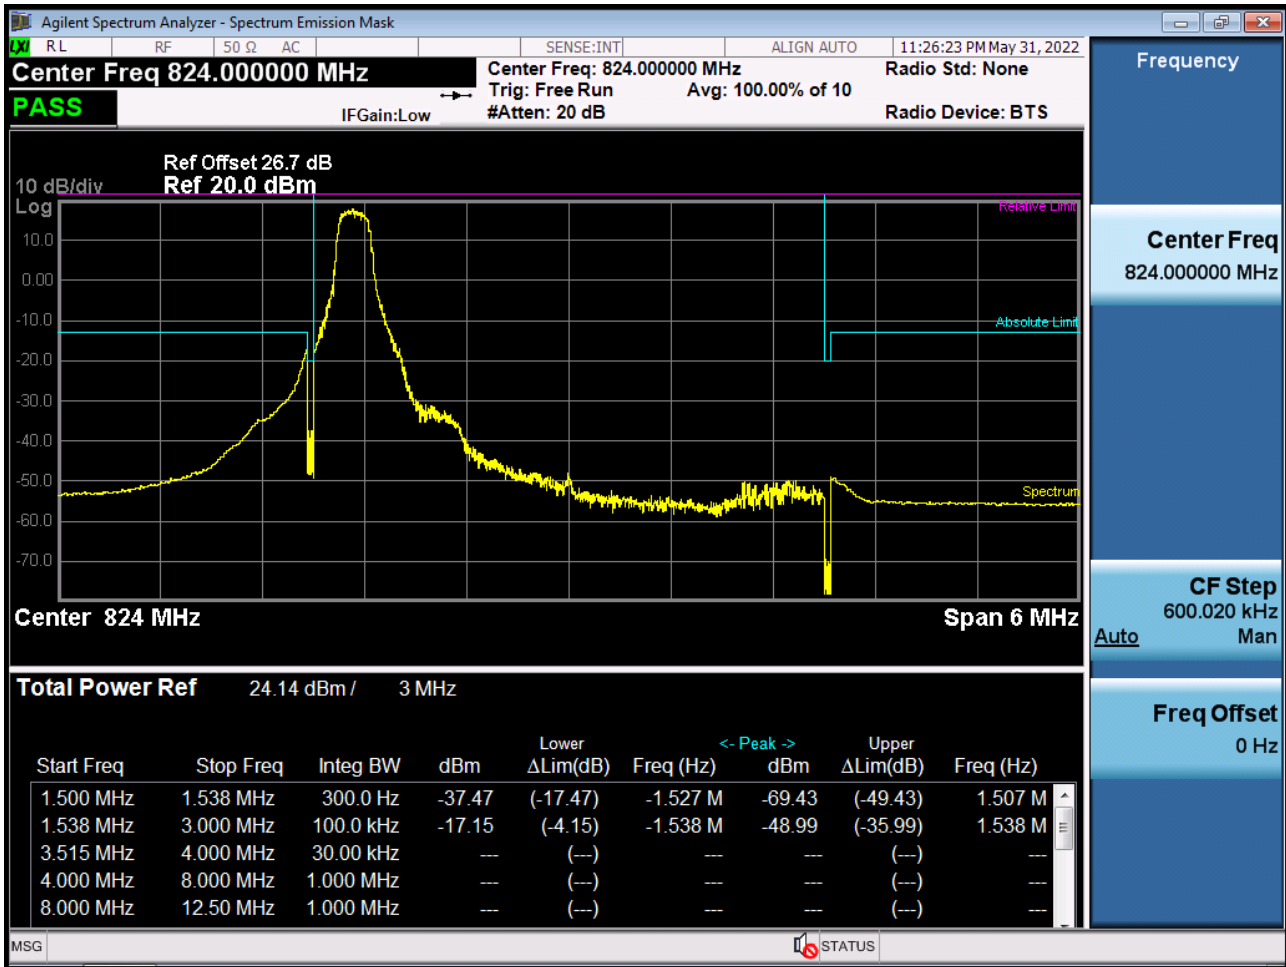 Agilent Spectrum Analyzer - Spectrum Emission Mask
LXI RL RF 50 Ω AC SENSE:INT ALIGN AUTO 11:26:23 PM May 31, 2022
Center Freq 824.000000 MHz
Center Freq: 824.000000 MHz
Radio Std: None
Trig: Free Run
Avg: 100.00% of 10
PASS
IFGain:Low
#Atten: 20 dB
Radio Device: BTS
Ref Offset 26.7 dB
10 dB/div
Ref 20.0 dBm
Log
Relative Limit
10.0
0.00
-10.0
Absolute Limit
-20.0
-30.0
-40.0
-50.0
Spectrum
-60.0
-70.0
Center 824 MHz
Span 6 MHz
Total Power Ref 24.14 dBm / 3 MHz
Lower <- Peak -> Upper
Start Freq Stop Freq Integ BW dBm ΔLim(dB) Freq (Hz) dBm ΔLim(dB) Freq (Hz)
1.500 MHz 1.538 MHz 300.0 Hz -37.47 (-17.47) -1.527 M -69.43 (-49.43) 1.507 M
1.538 MHz 3.000 MHz 100.0 kHz -17.15 (-4.15) -1.538 M -48.99 (-35.99) 1.538 M
3.515 MHz 4.000 MHz 30.00 kHz --- (---) --- --- (---) ---
4.000 MHz 8.000 MHz 1.000 MHz --- (---) --- --- (---) ---
8.000 MHz 12.50 MHz 1.000 MHz --- (---) --- --- (---) ---
MSG
STATUS
Frequency
Center Freq
824.000000 MHz
CF Step
600.020 kHz
Auto Man
Freq Offset
0 Hz